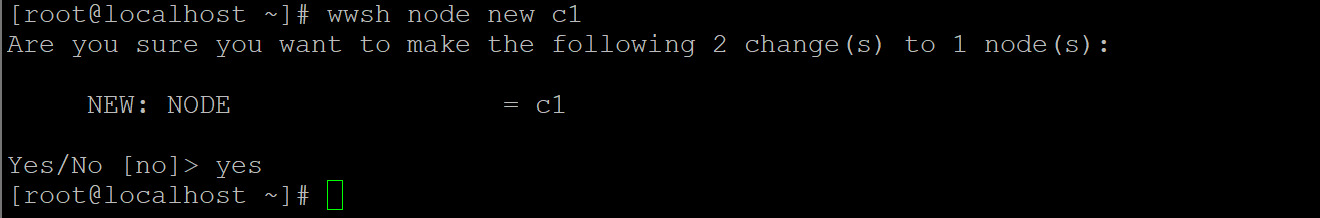 [root@localhost ~]# wwsh node new c1
Are you sure you want to make the following 2 change(s) to 1 node(s):
     NEW: NODE                 = c1
Yes/No [no]> yes
[root@localhost ~]#